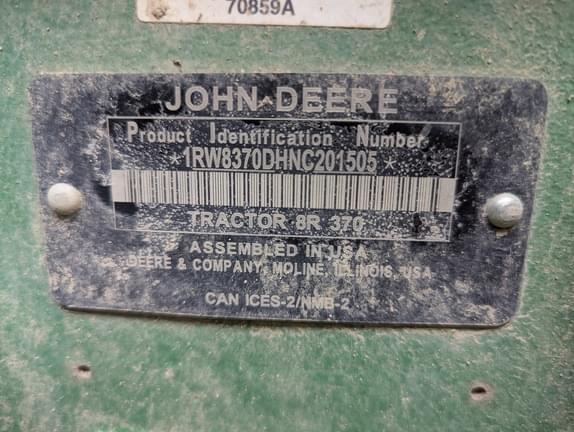 70859A
JOHN DEERE
Product Identification Number
*1RW8370DHNC201505*
TRACTOR 8R 370
ASSEMBLED IN USA
DEERE & COMPANY, MOLINE, ILLINOIS, USA
CAN ICES-2/NMB-2